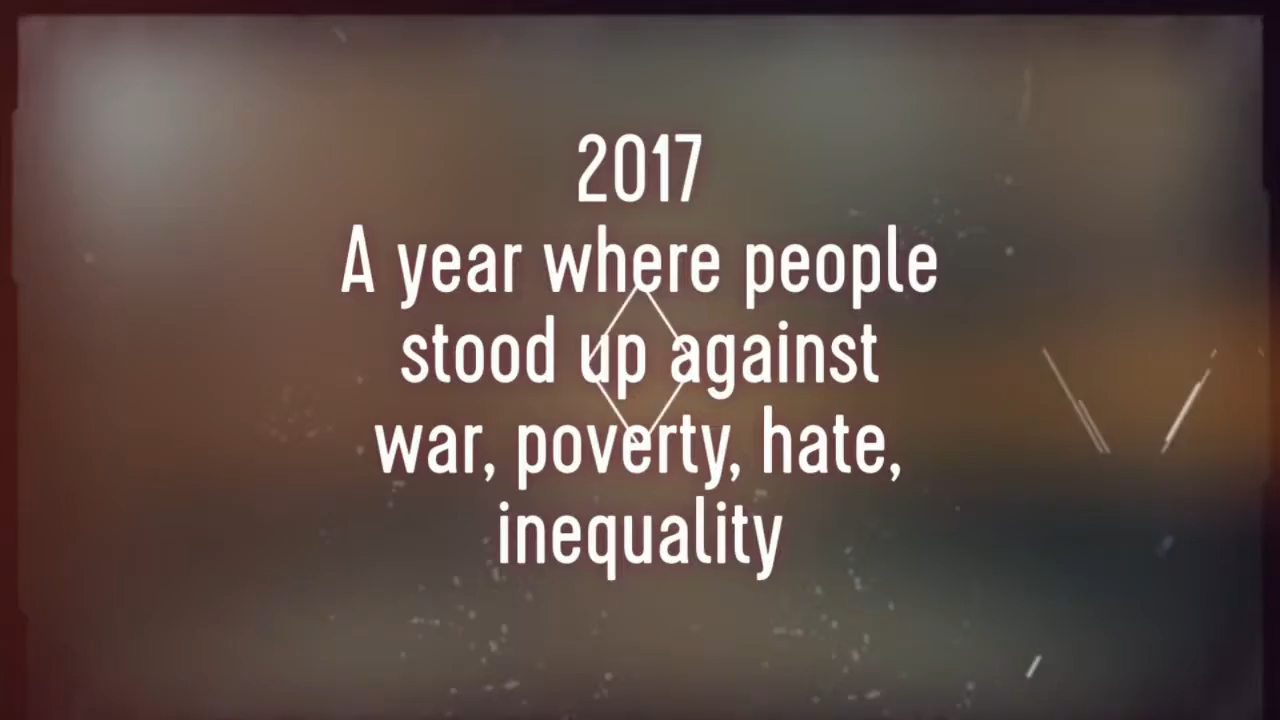 2017
A year where people
stood up against
war, poverty, hate,
inequality